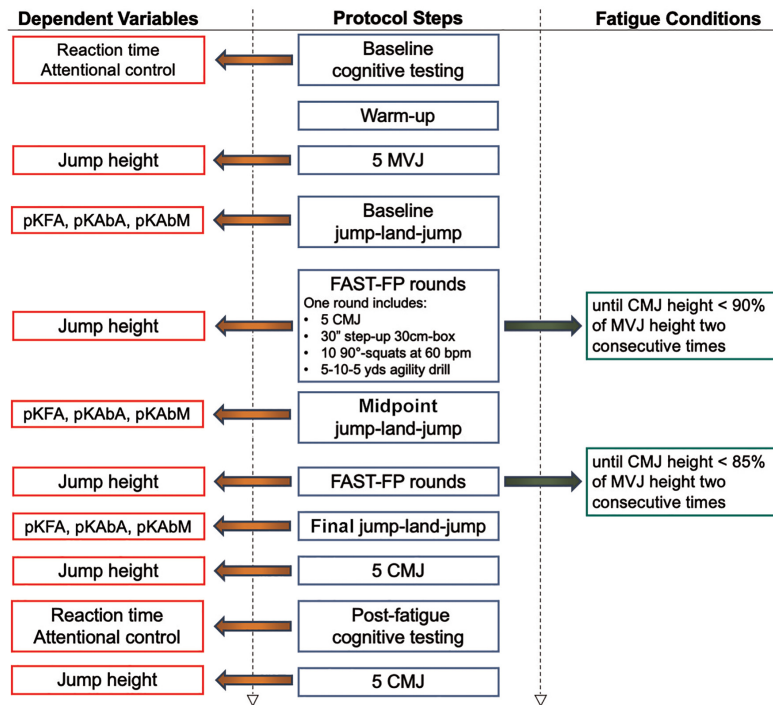 Dependent Variables
Protocol Steps
Fatigue Conditions
Reaction time
Attentional control
Baseline
cognitive testing
Warm-up
Jump height
5 MVJ
pKFA, pKAbA, pKAbM
Baseline
jump-land-jump
Jump height
FAST-FP rounds
One round includes:
• 5 CMJ
• 30” step-up 30cm-box
• 10 90°-squats at 60 bpm
• 5-10-5 yds agility drill
until CMJ height < 90%
of MVJ height two
consecutive times
pKFA, pKAbA, pKAbM
Midpoint
jump-land-jump
Jump height
FAST-FP rounds
until CMJ height < 85%
of MVJ height two
consecutive times
pKFA, pKAbA, pKAbM
Final jump-land-jump
Jump height
5 CMJ
Reaction time
Attentional control
Post-fatigue
cognitive testing
Jump height
5 CMJ